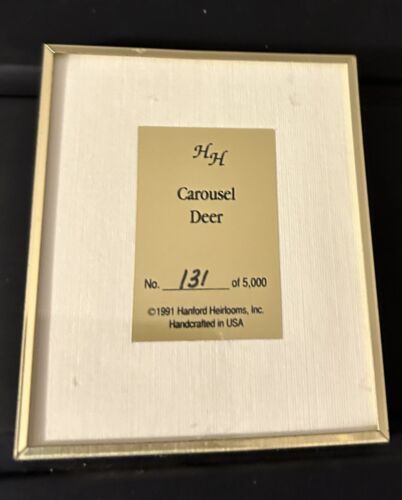 HH
Carousel
Deer
No. 131 of 5,000
©1991 Hanford Heirlooms, Inc.
Handcrafted in USA